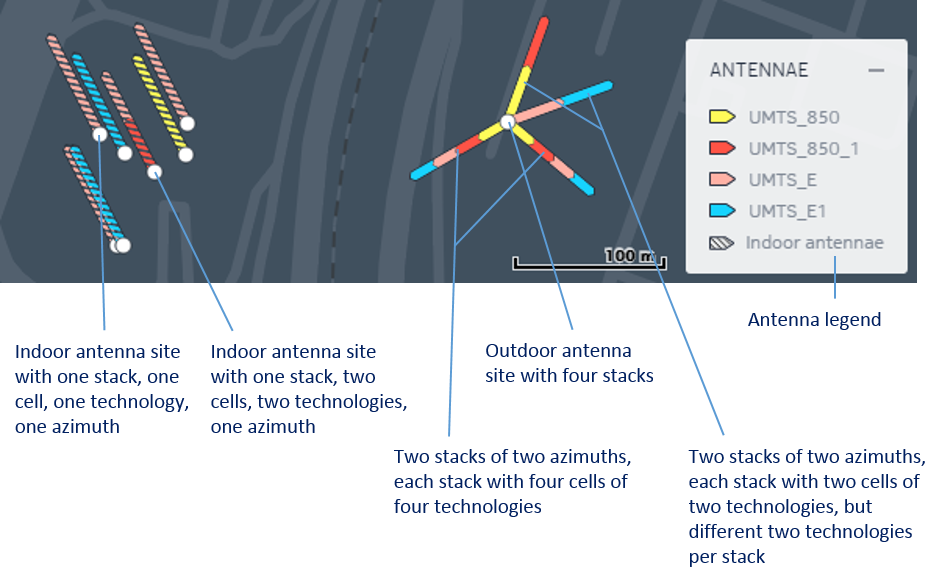 ANTENNAE
UMTS_850
UMTS_850_1
UMTS_E
UMTS_E1
Indoor antennae
100 m
Antenna legend
Indoor antenna site
with one stack, one
cell, one technology,
one azimuth
Indoor antenna site
with one stack, two
cells, two technologies,
one azimuth
Outdoor antenna
site with four stacks
Two stacks of two azimuths,
each stack with four cells of
four technologies
Two stacks of two azimuths,
each stack with two cells of
two technologies, but
different two technologies
per stack